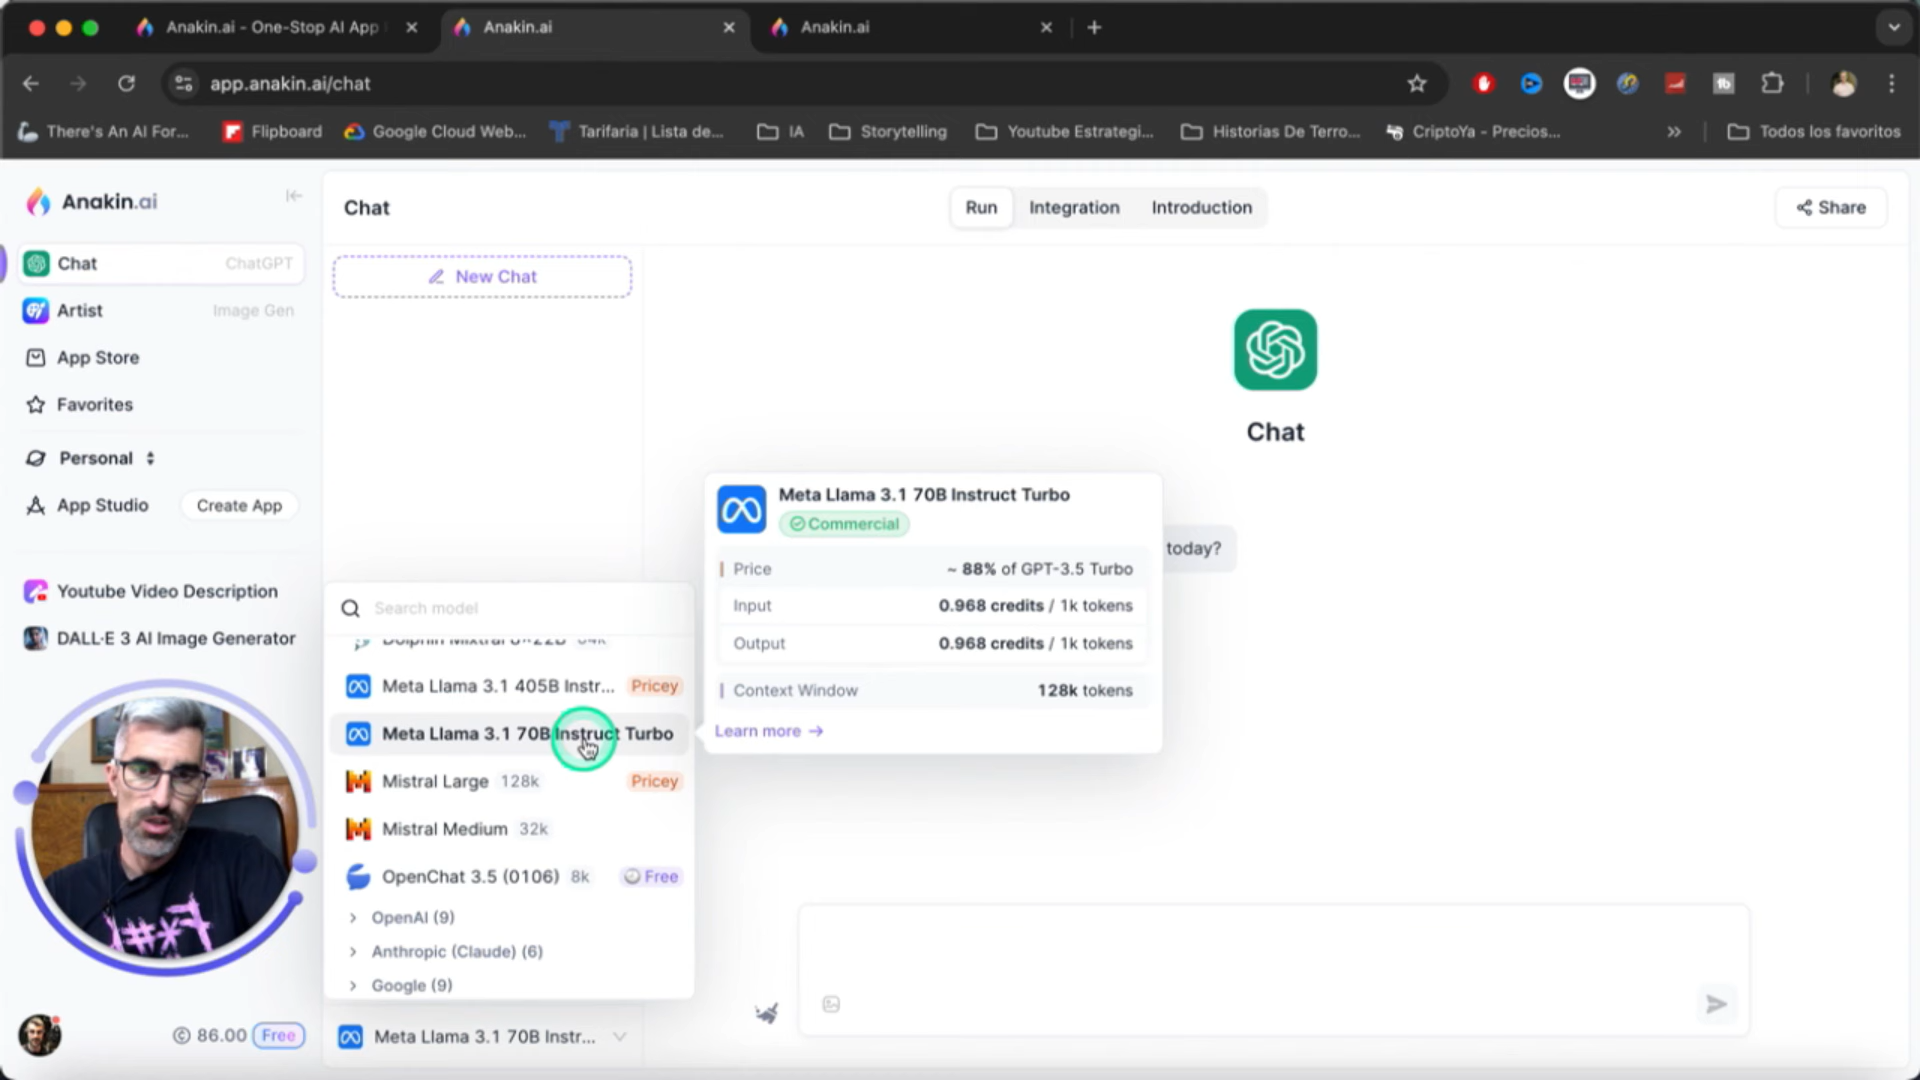 Anakin.ai - One-Stop AI App
Anakin.ai
Anakin.ai
app.anakin.ai/chat
There's An AI For...
Flipboard
Google Cloud Web...
Tarifaria | Lista de...
IA
Storytelling
Youtube Estrategi...
Historias De Terro...
CriptoYa - Precios...
Todos los favoritos
Anakin.ai
Chat
Run
Integration
Introduction
Share
Chat ChatGPT
New Chat
Artist Image Gen
App Store
Favorites
Chat
Personal
App Studio
Create App
Meta Llama 3.1 70B Instruct Turbo
Commercial
today?
Price ~ 88% of GPT-3.5 Turbo
Input 0.968 credits / 1k tokens
Output 0.968 credits / 1k tokens
Context Window 128k tokens
Learn more →
Youtube Video Description
DALL·E 3 AI Image Generator
Search model
Dolphin Mixtral 8x22B 64k
Meta Llama 3.1 405B Instr... Pricey
Meta Llama 3.1 70B Instruct Turbo
Mistral Large 128k Pricey
Mistral Medium 32k
OpenChat 3.5 (0106) 8k Free
OpenAI (9)
Anthropic (Claude) (6)
Google (9)
86.00 Free
Meta Llama 3.1 70B Instr...